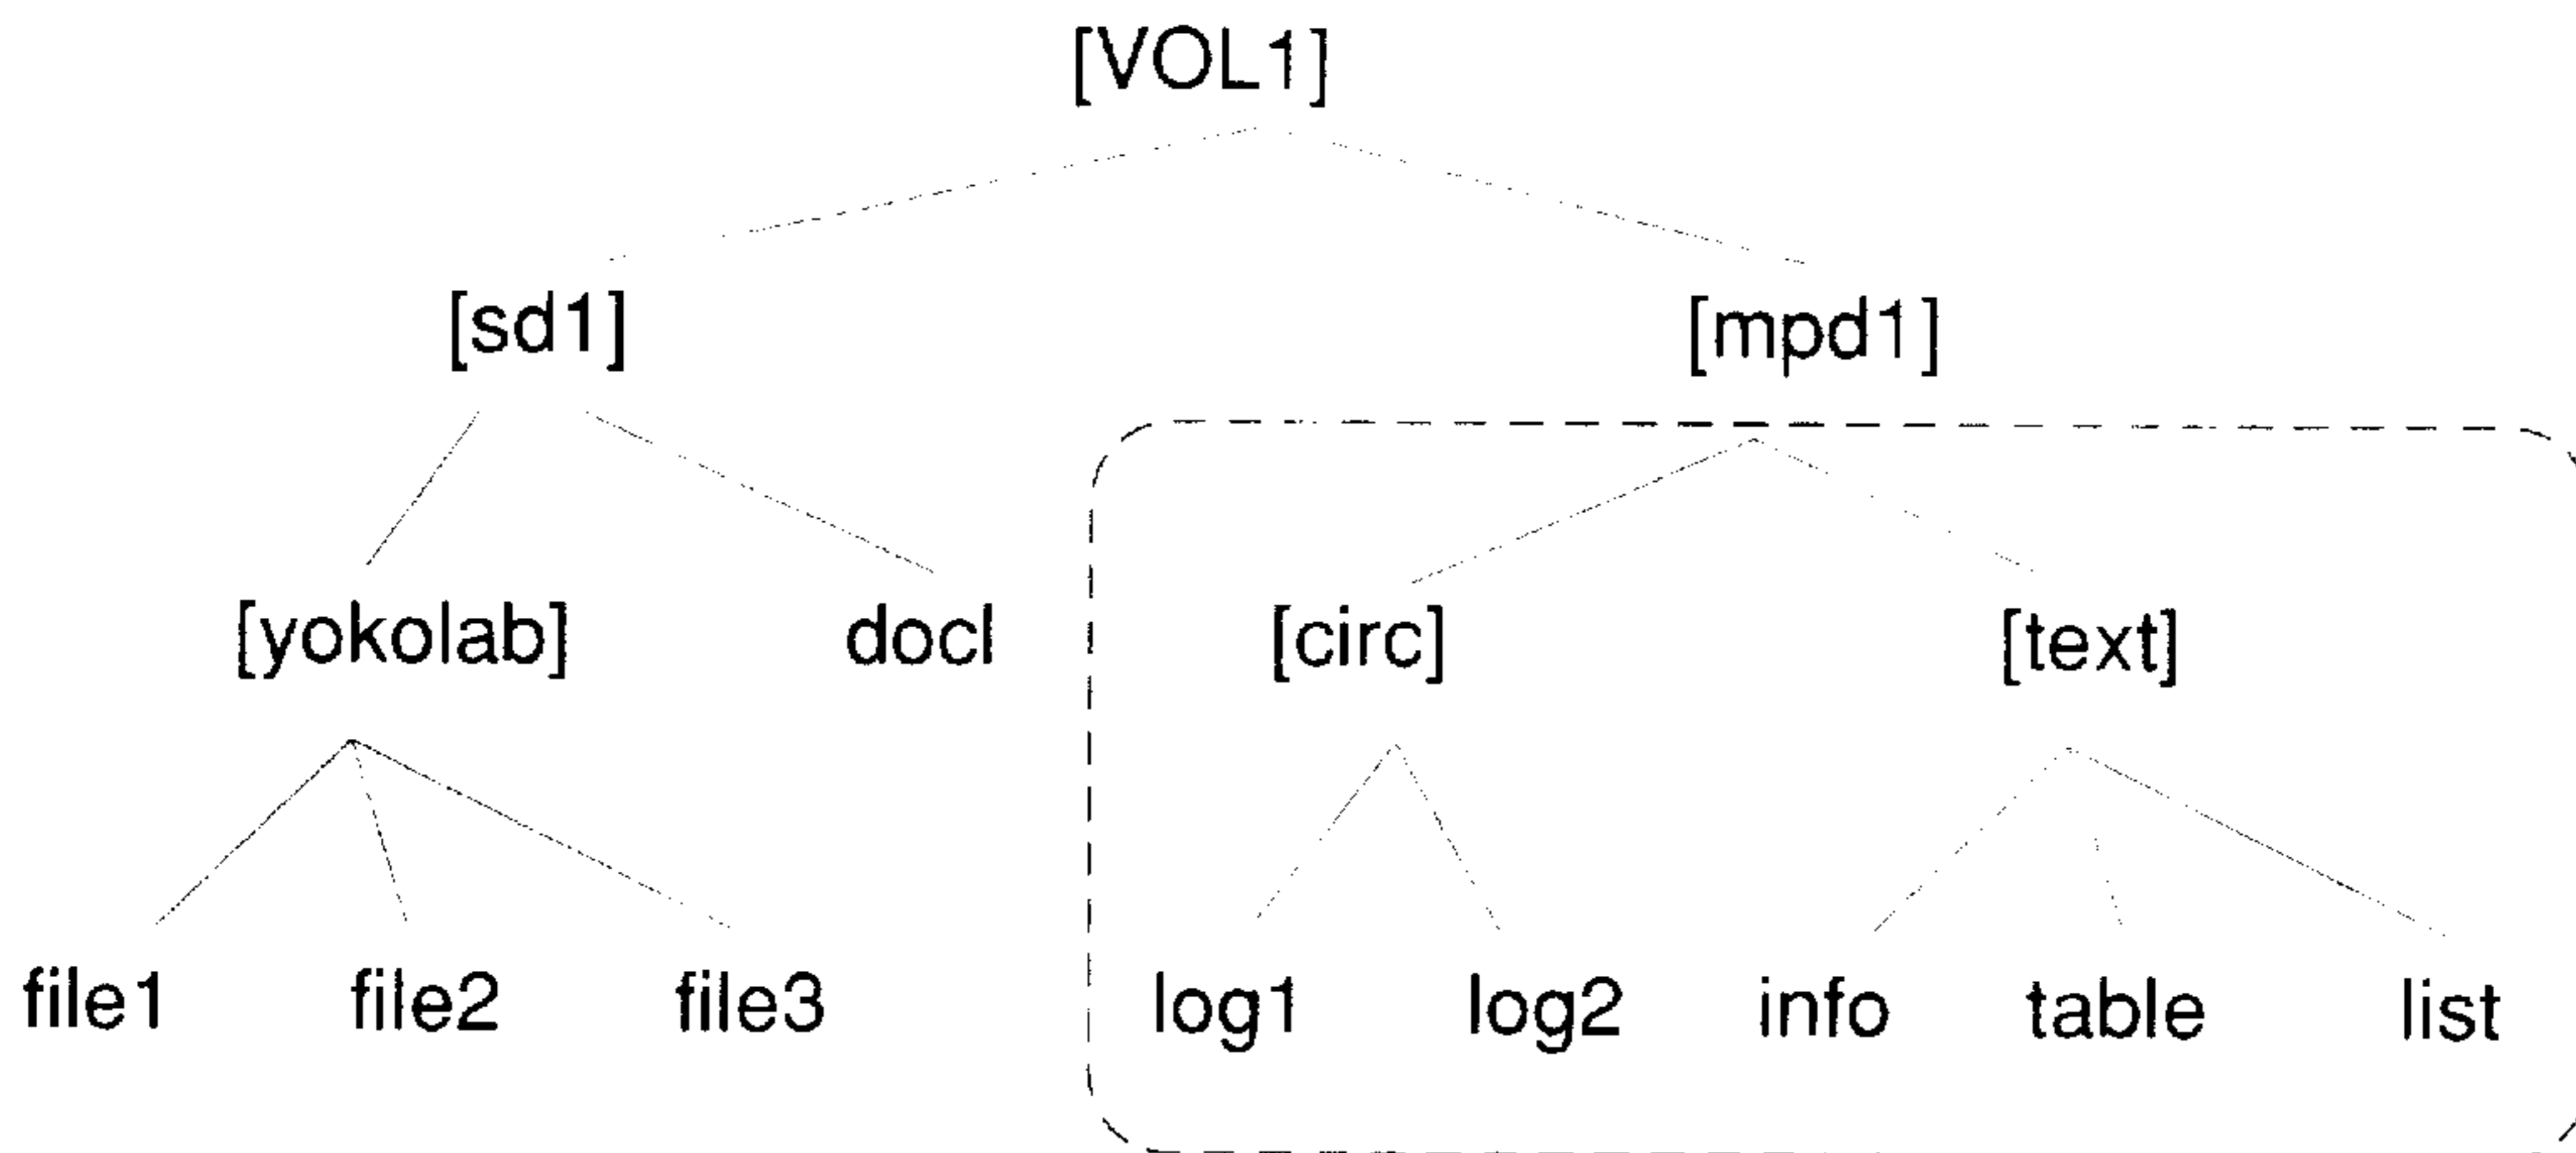 [VOL1]
[sd1] [mpd1]
[yokolab] docl [circ] [text]
file1 file2 file3 log1 log2 info table list